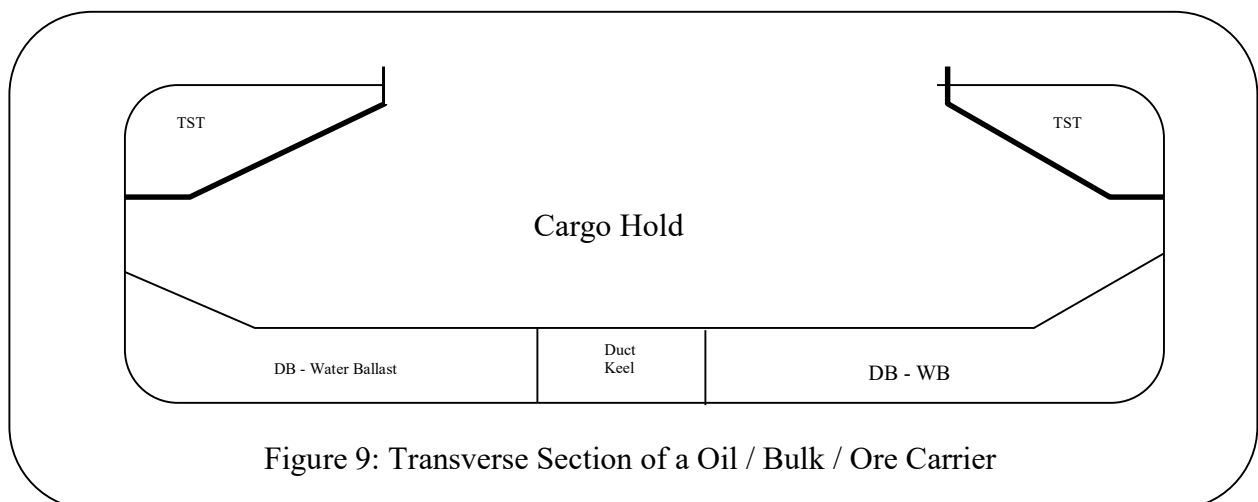 TST
TST
Cargo Hold
Duct
Keel
DB - Water Ballast
DB - WB
Figure 9: Transverse Section of a Oil / Bulk / Ore Carrier